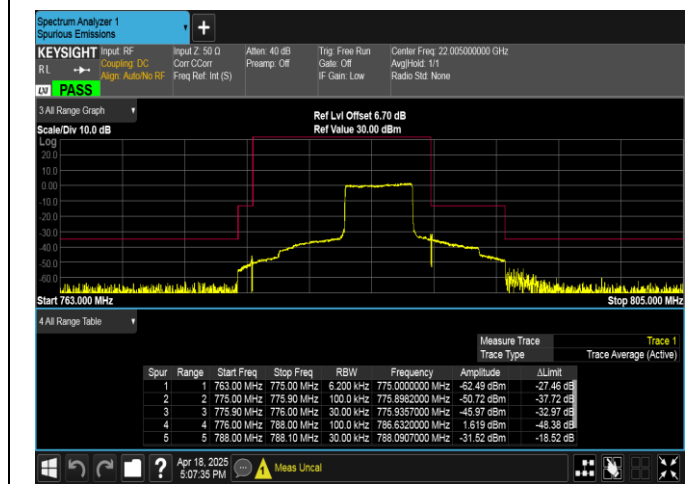 Spectrum Analyzer 1
Spurious Emissions
+
KEYSIGHT Input: RF Input Z: 50 Ω Atten: 40 dB Trig: Free Run Center Freq: 22.005000000 GHz
R L Coupling: DC Corr CCorr Preamp: Off Gate: Off Avg|Hold: 1/1
Align: Auto/No RF Freq Ref: Int (S) IF Gain: Low Radio Std: None
LXI PASS
3 All Range Graph
Ref Lvl Offset 6.70 dB
Scale/Div 10.0 dB Ref Value 30.00 dBm
Log
20.0
10.0
0.00
-10.0
-20.0
-30.0
-40.0
-50.0
-60.0
Start 763.000 MHz Stop 805.000 MHz
4 All Range Table
Measure Trace Trace 1
Trace Type Trace Average (Active)
Spur Range Start Freq Stop Freq RBW Frequency Amplitude ΔLimit
1 1 763.00 MHz 775.00 MHz 6.200 kHz 775.0000000 MHz -62.49 dBm -27.46 dB
2 2 775.00 MHz 775.90 MHz 100.0 kHz 775.8982000 MHz -50.72 dBm -37.72 dB
3 3 775.90 MHz 776.00 MHz 30.00 kHz 775.9357000 MHz -45.97 dBm -32.97 dB
4 4 776.00 MHz 788.00 MHz 100.0 kHz 786.6320000 MHz 1.619 dBm -48.38 dB
5 5 788.00 MHz 788.10 MHz 30.00 kHz 788.0907000 MHz -31.52 dBm -18.52 dB
? Apr 18, 2025
5:07:35 PM
Meas Uncal